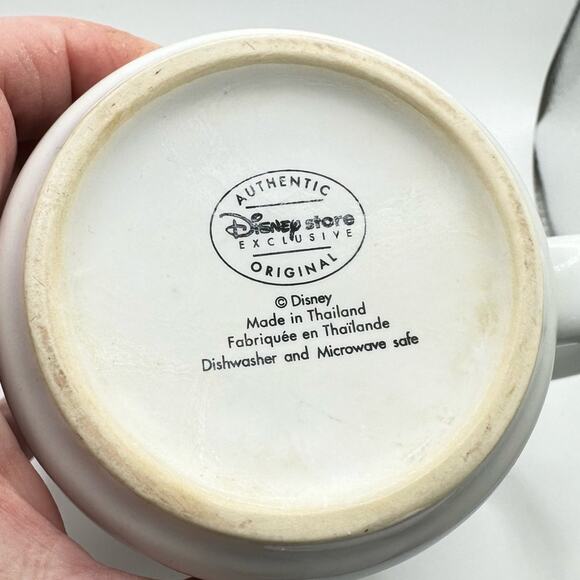 AUTHENTIC
Disney store
EXCLUSIVE
ORIGINAL
© Disney
Made in Thailand
Fabriquée en Thaïlande
Dishwasher and Microwave safe